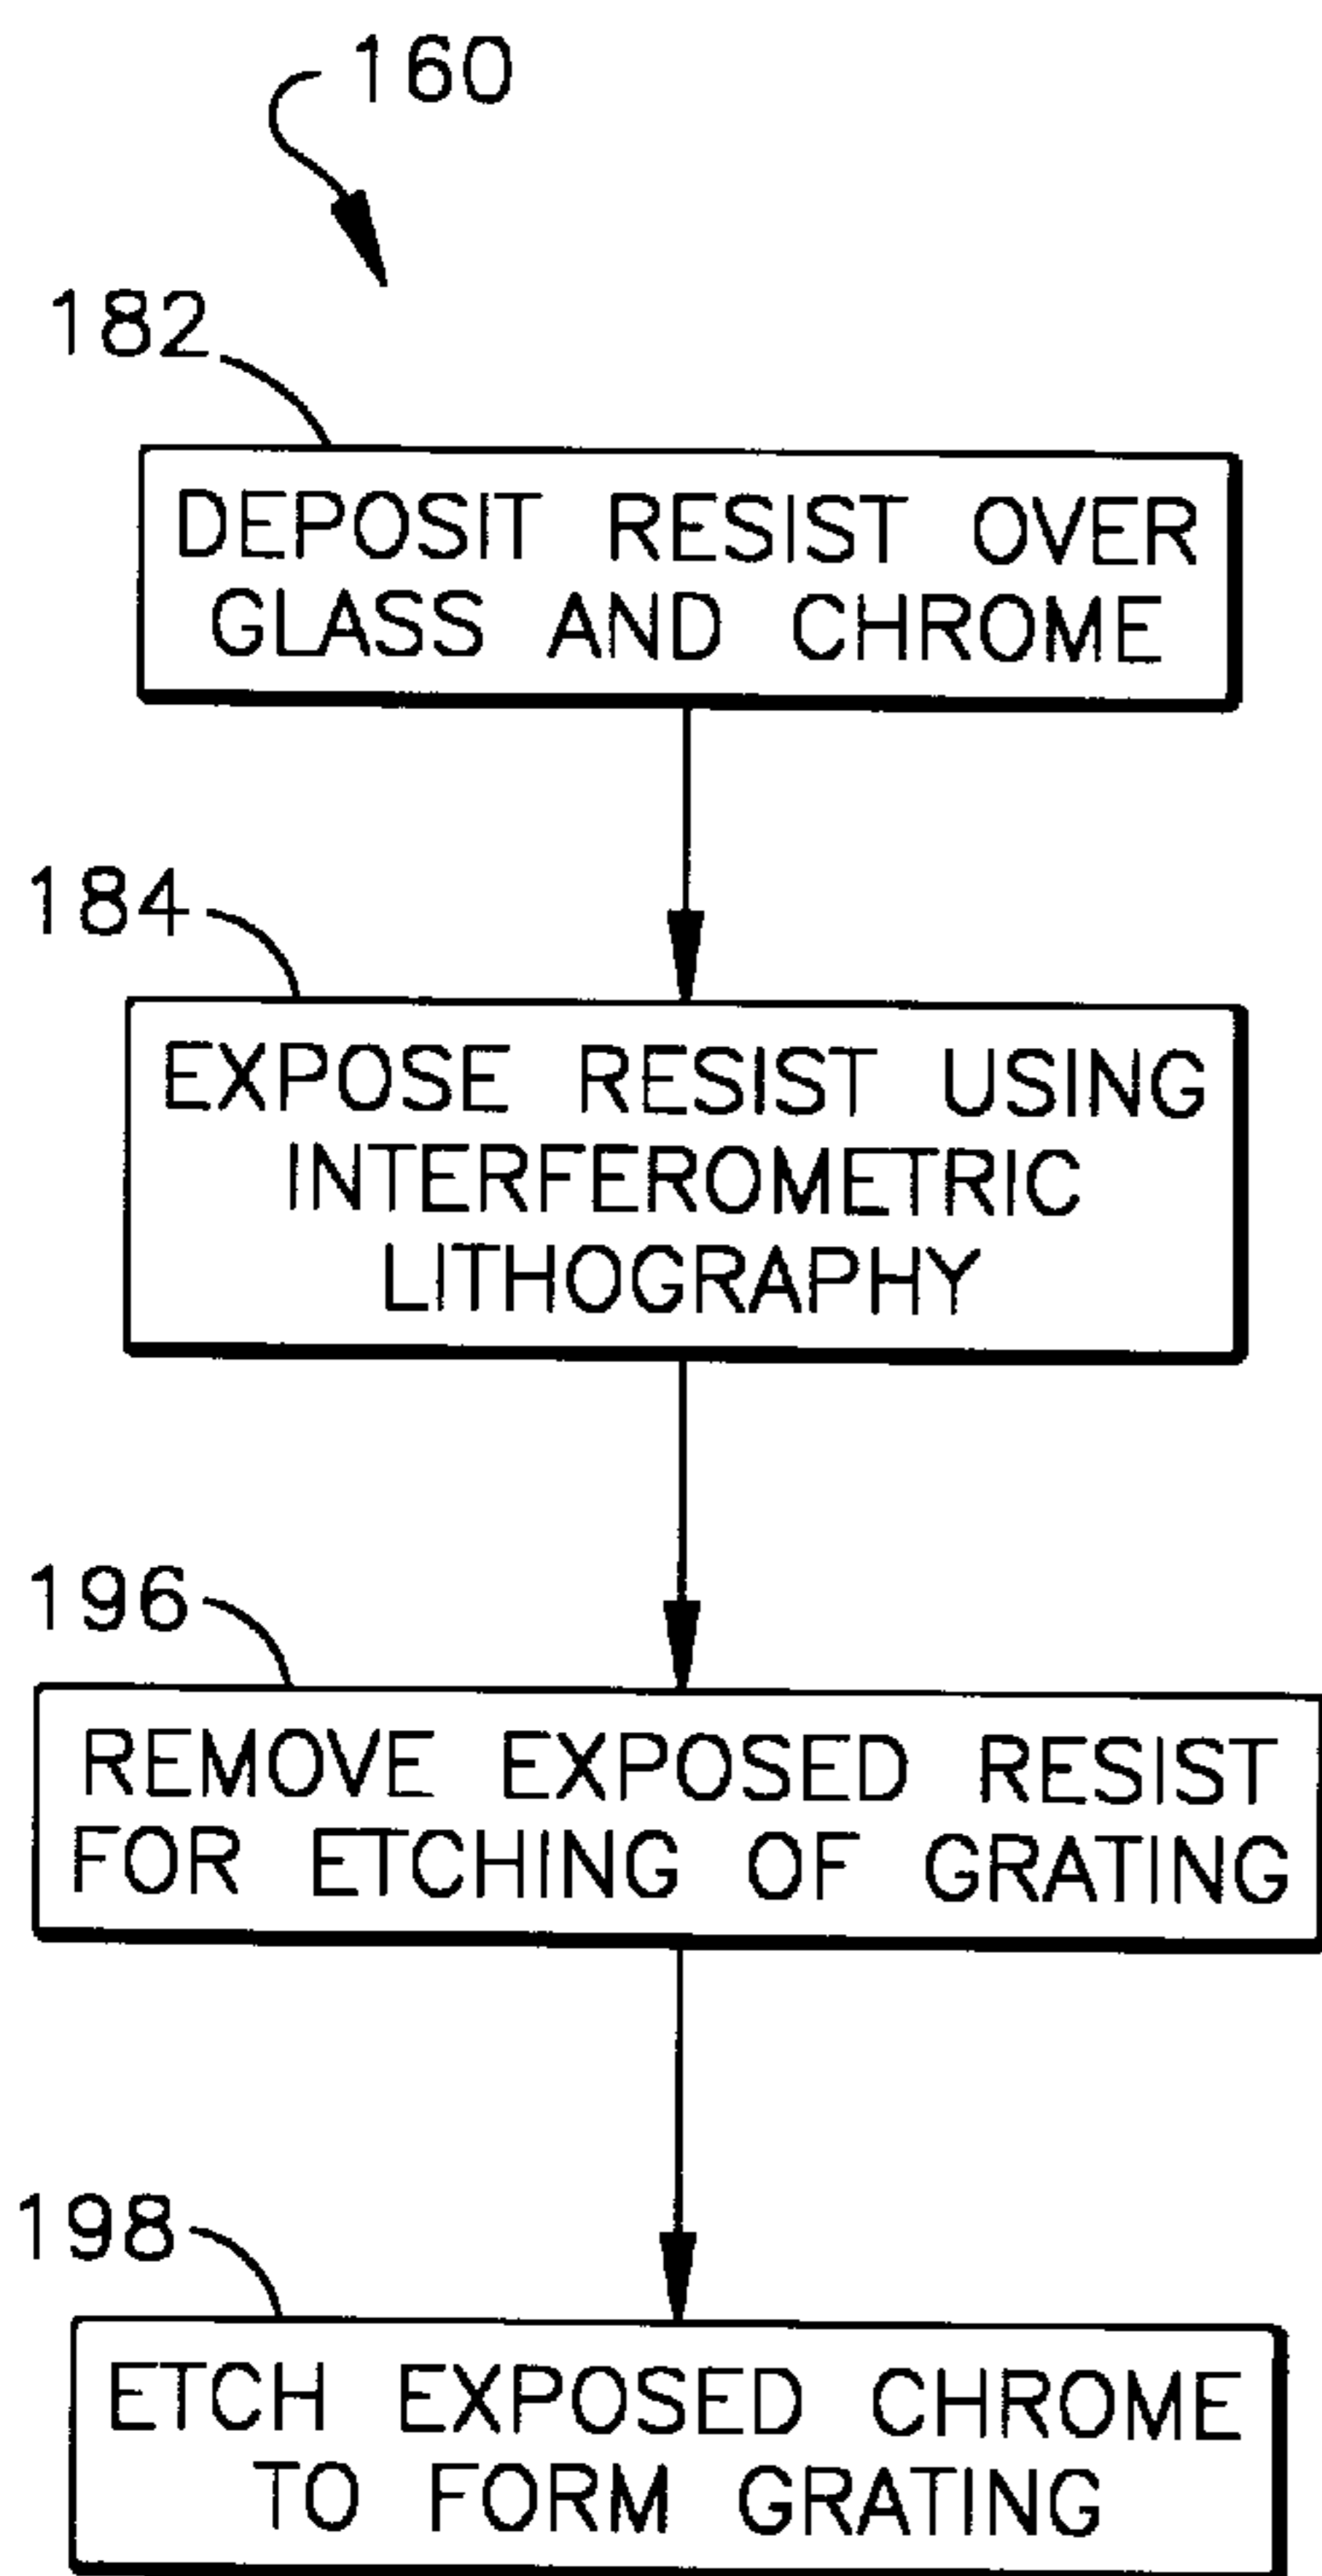 160
182
DEPOSIT RESIST OVER
GLASS AND CHROME
184
EXPOSE RESIST USING
INTERFEROMETRIC
LITHOGRAPHY
196
REMOVE EXPOSED RESIST
FOR ETCHING OF GRATING
198
ETCH EXPOSED CHROME
TO FORM GRATING